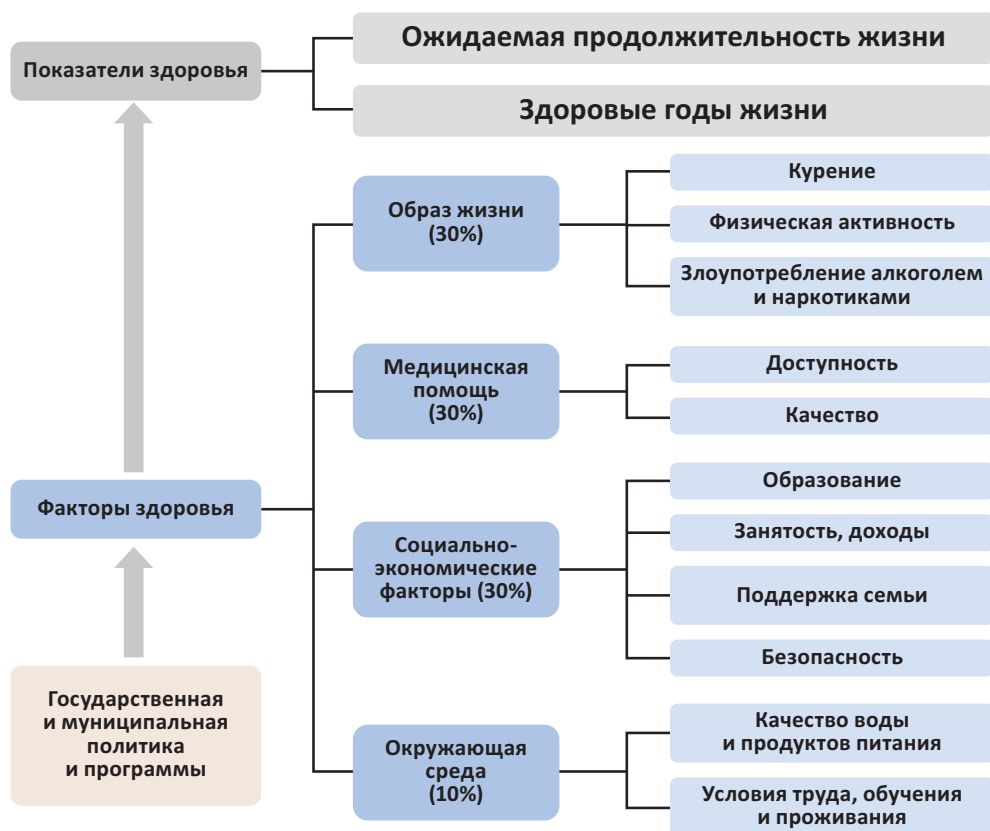 Показатели здоровья
Ожидаемая продолжительность жизни
Здоровые годы жизни
Факторы здоровья
Государственная
и муниципальная
политика
и программы
Образ жизни
(30%)
Курение
Физическая активность
Злоупотребление алкоголем
и наркотиками
Медицинская
помощь
(30%)
Доступность
Качество
Социально-
экономические
факторы (30%)
Образование
Занятость, доходы
Поддержка семьи
Безопасность
Окружающая
среда
(10%)
Качество воды
и продуктов питания
Условия труда, обучения
и проживания